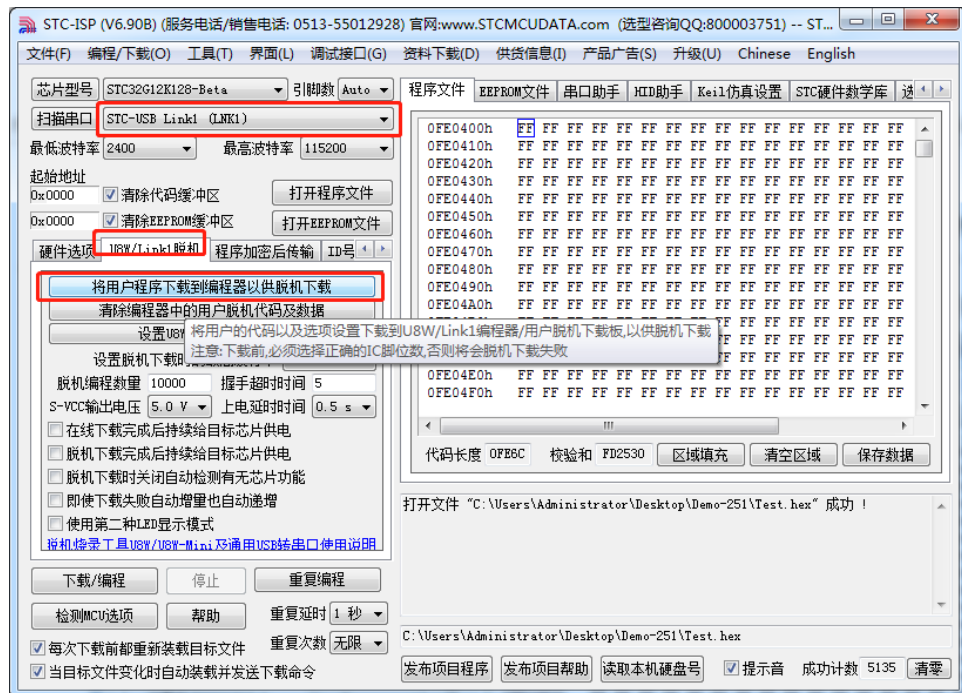 STC-ISP (V6.90B) (服务电话/销售电话: 0513-55012928) 官网:www.STCMCUDATA.com (选型咨询QQ:800003751) -- ST...
文件(F) 编程/下载(O) 工具(T) 界面(L) 调试接口(G) 资料下载(D) 供货信息(I) 产品广告(S) 升级(U) Chinese English
芯片型号 STC32G12K128-Beta 引脚数 Auto
扫描串口 STC-USB Link1 (LNK1)
最低波特率 2400 最高波特率 115200
起始地址
0x0000 清除代码缓冲区 打开程序文件
0x0000 清除EEPROM缓冲区 打开EEPROM文件
硬件选项 U8W/Link1脱机 程序加密后传输 ID号
将用户程序下载到编程器以供脱机下载
清除编程器中的用户脱机代码及数据
设置U8W
设置脱机下载时
脱机编程数量 10000 握手超时时间 5
S-VCC输出电压 5.0 V 上电延时时间 0.5 s
在线下载完成后持续给目标芯片供电
脱机下载完成后持续给目标芯片供电
脱机下载时关闭自动检测有无芯片功能
即使下载失败自动增量也自动递增
使用第二种LED显示模式
脱机烧录工具U8W/U8W-Mini及通用USB转串口使用说明
下载/编程 停止 重复编程
检测MCU选项 帮助 重复延时 1 秒
每次下载前都重新装载目标文件 重复次数 无限
当目标文件变化时自动装载并发送下载命令
程序文件 EEPROM文件 串口助手 HID助手 Keil仿真设置 STC硬件数学库
0FE0400h FF FF FF FF FF FF FF FF FF FF FF FF FF FF FF FF
0FE0410h FF FF FF FF FF FF FF FF FF FF FF FF FF FF FF FF
0FE0420h FF FF FF FF FF FF FF FF FF FF FF FF FF FF FF FF
0FE0430h FF FF FF FF FF FF FF FF FF FF FF FF FF FF FF FF
0FE0440h FF FF FF FF FF FF FF FF FF FF FF FF FF FF FF FF
0FE0450h FF FF FF FF FF FF FF FF FF FF FF FF FF FF FF FF
0FE0460h FF FF FF FF FF FF FF FF FF FF FF FF FF FF FF FF
0FE0470h FF FF FF FF FF FF FF FF FF FF FF FF FF FF FF FF
0FE0480h FF FF FF FF FF FF FF FF FF FF FF FF FF FF FF FF
0FE0490h FF FF FF FF FF FF FF FF FF FF FF FF FF FF FF FF
0FE04A0h FF FF FF FF FF FF FF FF FF FF FF FF FF FF FF FF
将用户的代码以及选项设置下载到U8W/Link1编程器/用户脱机下载板,以供脱机下载
注意:下载前,必须选择正确的IC脚位数,否则将会脱机下载失败
0FE04E0h FF FF FF FF FF FF FF FF FF FF FF FF FF FF FF FF
0FE04F0h FF FF FF FF FF FF FF FF FF FF FF FF FF FF FF FF
代码长度 0FE6C 校验和 FD2530 区域填充 清空区域 保存数据
打开文件 "C:\Users\Administrator\Desktop\Demo-251\Test.hex" 成功 !
C:\Users\Administrator\Desktop\Demo-251\Test.hex
发布项目程序 发布项目帮助 读取本机硬盘号 提示音 成功计数 5135 清零